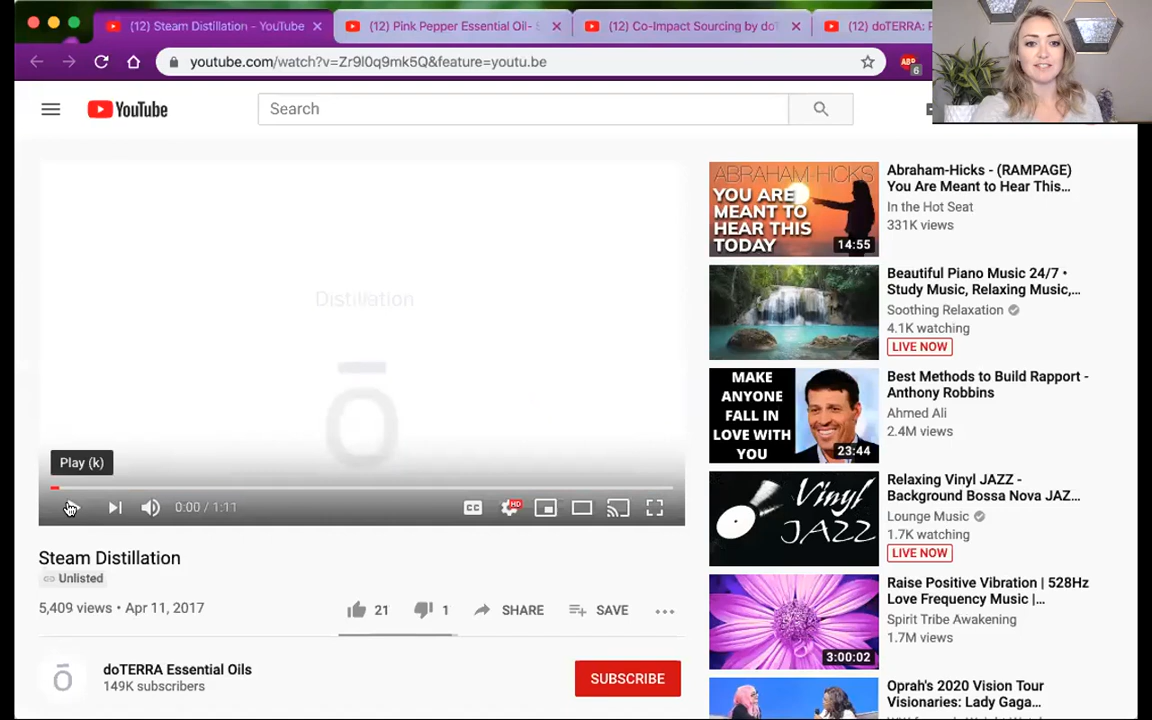 (12) Steam Distillation - YouTube
(12) Pink Pepper Essential Oil-
(12) Co-Impact Sourcing by doT
(12) doTERRA:
youtube.com/watch?v=Zr9l0q9mk5Q&feature=youtu.be
ABP
6
YouTube
Search
Distillation
ō
Play (k)
0:00 / 1:11
CC
HD
Steam Distillation
Unlisted
5,409 views • Apr 11, 2017
21
1
SHARE
SAVE
doTERRA Essential Oils
149K subscribers
SUBSCRIBE
ABRAHAM-HICKS
YOU ARE
MEANT TO
HEAR THIS
TODAY
14:55
Abraham-Hicks - (RAMPAGE)
You Are Meant to Hear This...
In the Hot Seat
331K views
Beautiful Piano Music 24/7 •
Study Music, Relaxing Music,...
Soothing Relaxation
4.1K watching
LIVE NOW
MAKE
ANYONE
FALL IN
LOVE WITH
YOU
23:44
Best Methods to Build Rapport -
Anthony Robbins
Ahmed Ali
2.4M views
Vinyl
JAZZ
Relaxing Vinyl JAZZ -
Background Bossa Nova JAZ...
Lounge Music
1.7K watching
LIVE NOW
3:00:02
Raise Positive Vibration | 528Hz
Love Frequency Music |...
Spirit Tribe Awakening
1.7M views
Oprah's 2020 Vision Tour
Visionaries: Lady Gaga...